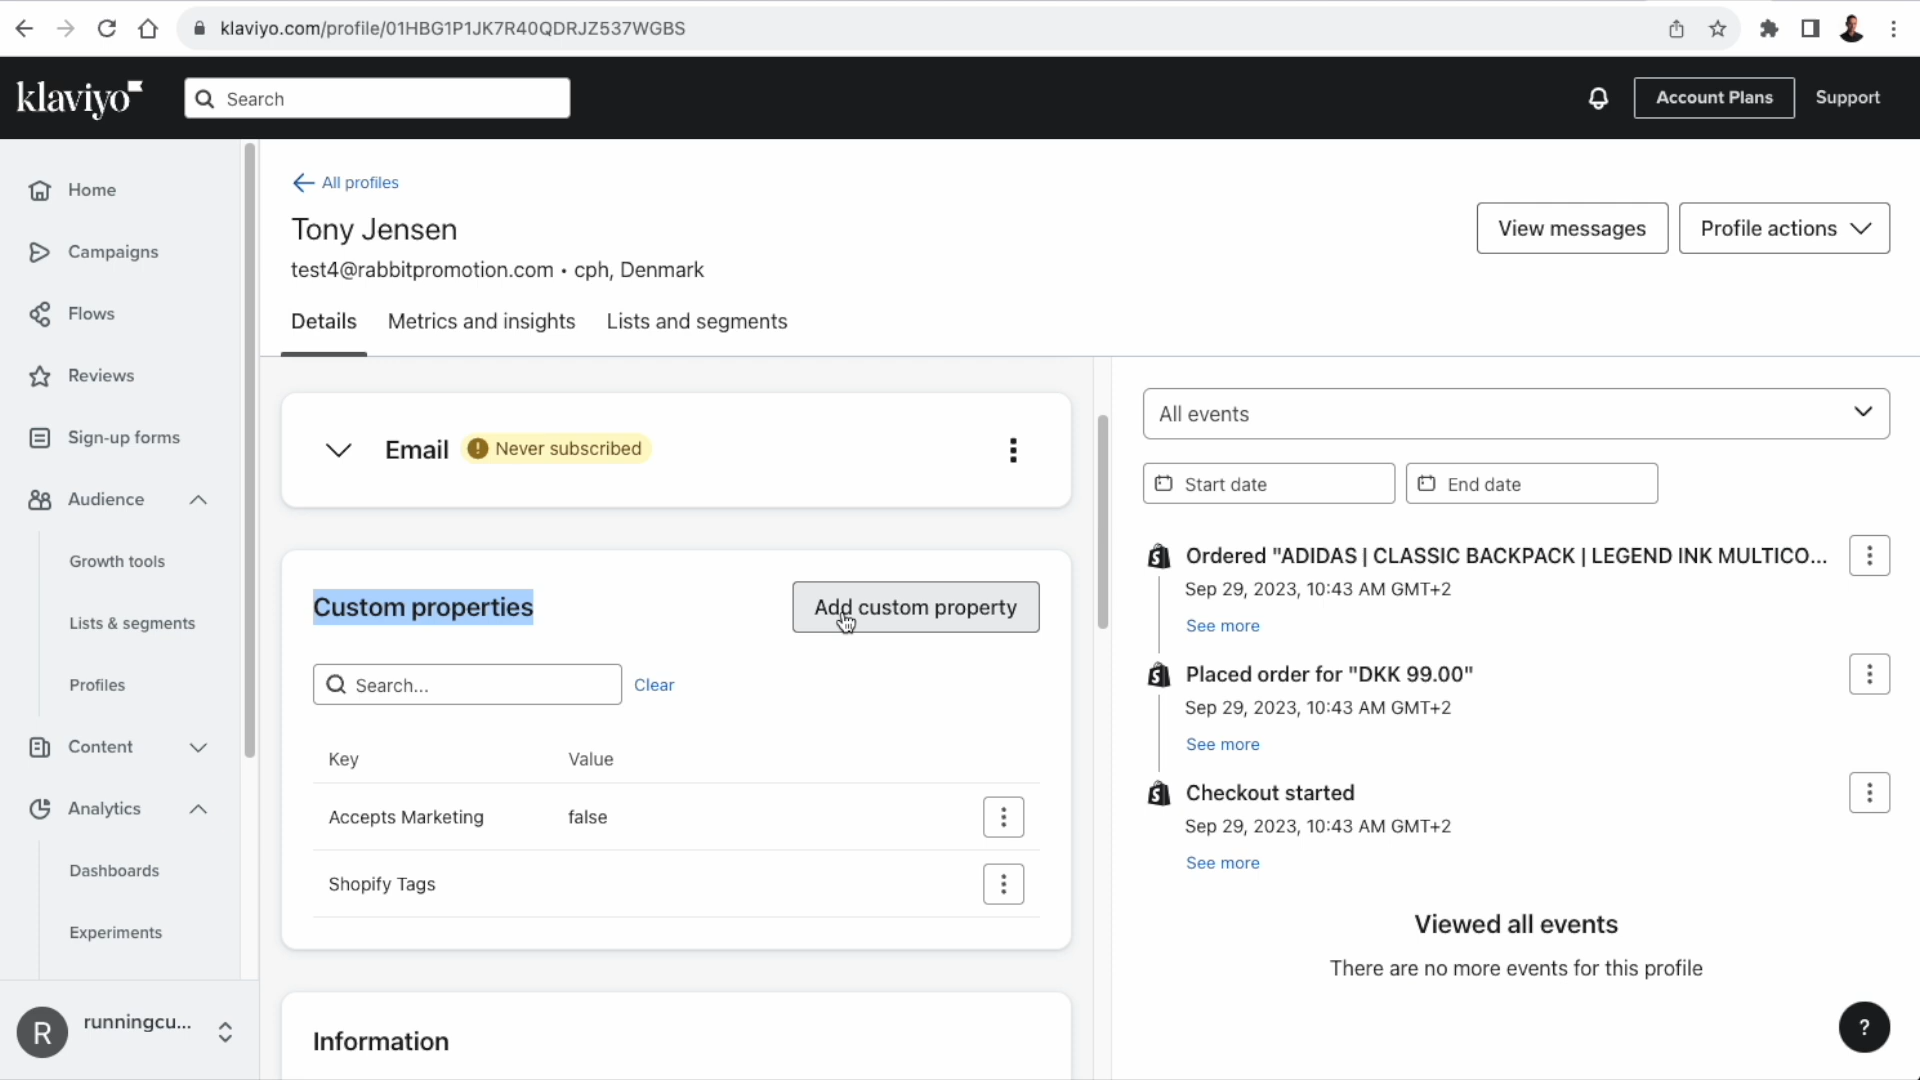 klaviyo.com/profile/01HBG1P1JK7R40QDRJZ537WGBS
klaviyo
Search
Account Plans
Support
Home
Campaigns
Flows
Reviews
Sign-up forms
Audience
Growth tools
Lists & segments
Profiles
Content
Analytics
Dashboards
Experiments
R
runningcu...
All profiles
Tony Jensen
test4@rabbitpromotion.com • cph, Denmark
View messages
Profile actions
Details
Metrics and insights
Lists and segments
Email
Never subscribed
Custom properties
Add custom property
Search...
Clear
Key
Value
Accepts Marketing
false
Shopify Tags
Information
All events
Start date
End date
Ordered "ADIDAS | CLASSIC BACKPACK | LEGEND INK MULTICO...
Sep 29, 2023, 10:43 AM GMT+2
See more
Placed order for "DKK 99.00"
Sep 29, 2023, 10:43 AM GMT+2
See more
Checkout started
Sep 29, 2023, 10:43 AM GMT+2
See more
Viewed all events
There are no more events for this profile
?